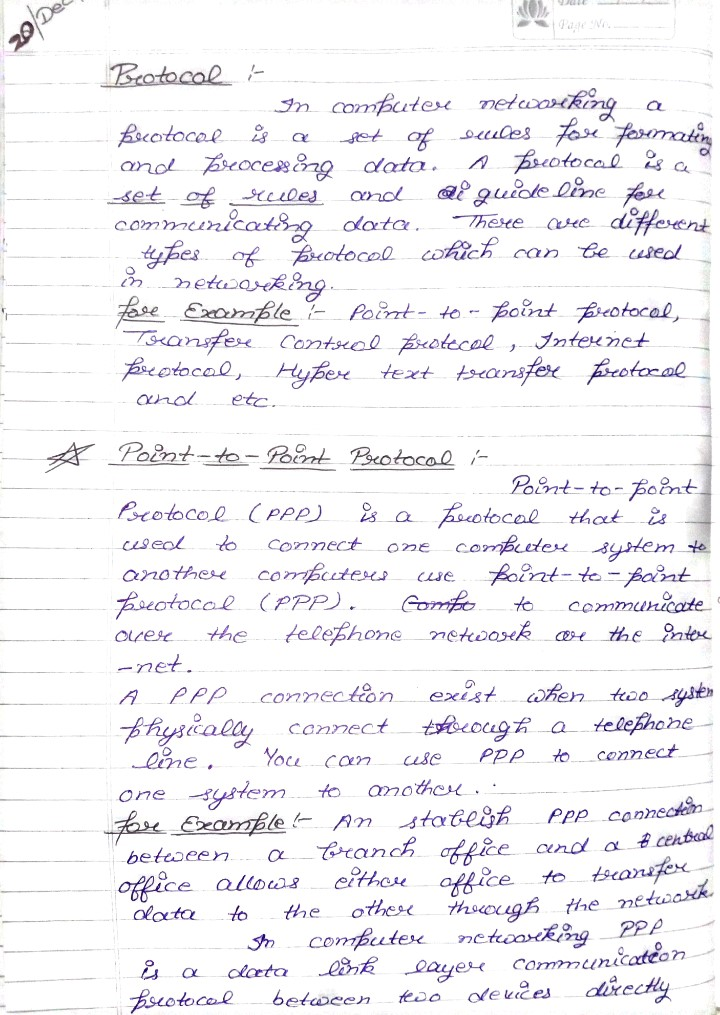 20/Dec
Date
Page No.
Protocol :-
In computer networking a
protocol is a set of rules for formating
and processing data. A protocol is a
set of rules and guideline for
communicating data. There are different
types of protocol which can be used
in networking.
for Example :- Point-to-point protocol,
Transfer Control protocol, Internet
protocol, Hyper text transfer protocol
and etc.
☆ Point-to-Point Protocol :-
Point-to-point
Protocol (PPP) is a protocol that is
used to connect one computer system to
another computers use point-to-point
protocol (PPP). Compo to communicate
over the telephone network or the inter
-net.
A PPP connection exist when two system
physically connect through a telephone
line. You can use PPP to connect
one system to another.
for Example :- An stablish PPP connection
between a branch office and a central
office allows either office to transfer
data to the other through the network.
In computer networking PPP
is a data link layer communication
protocol between two devices directly